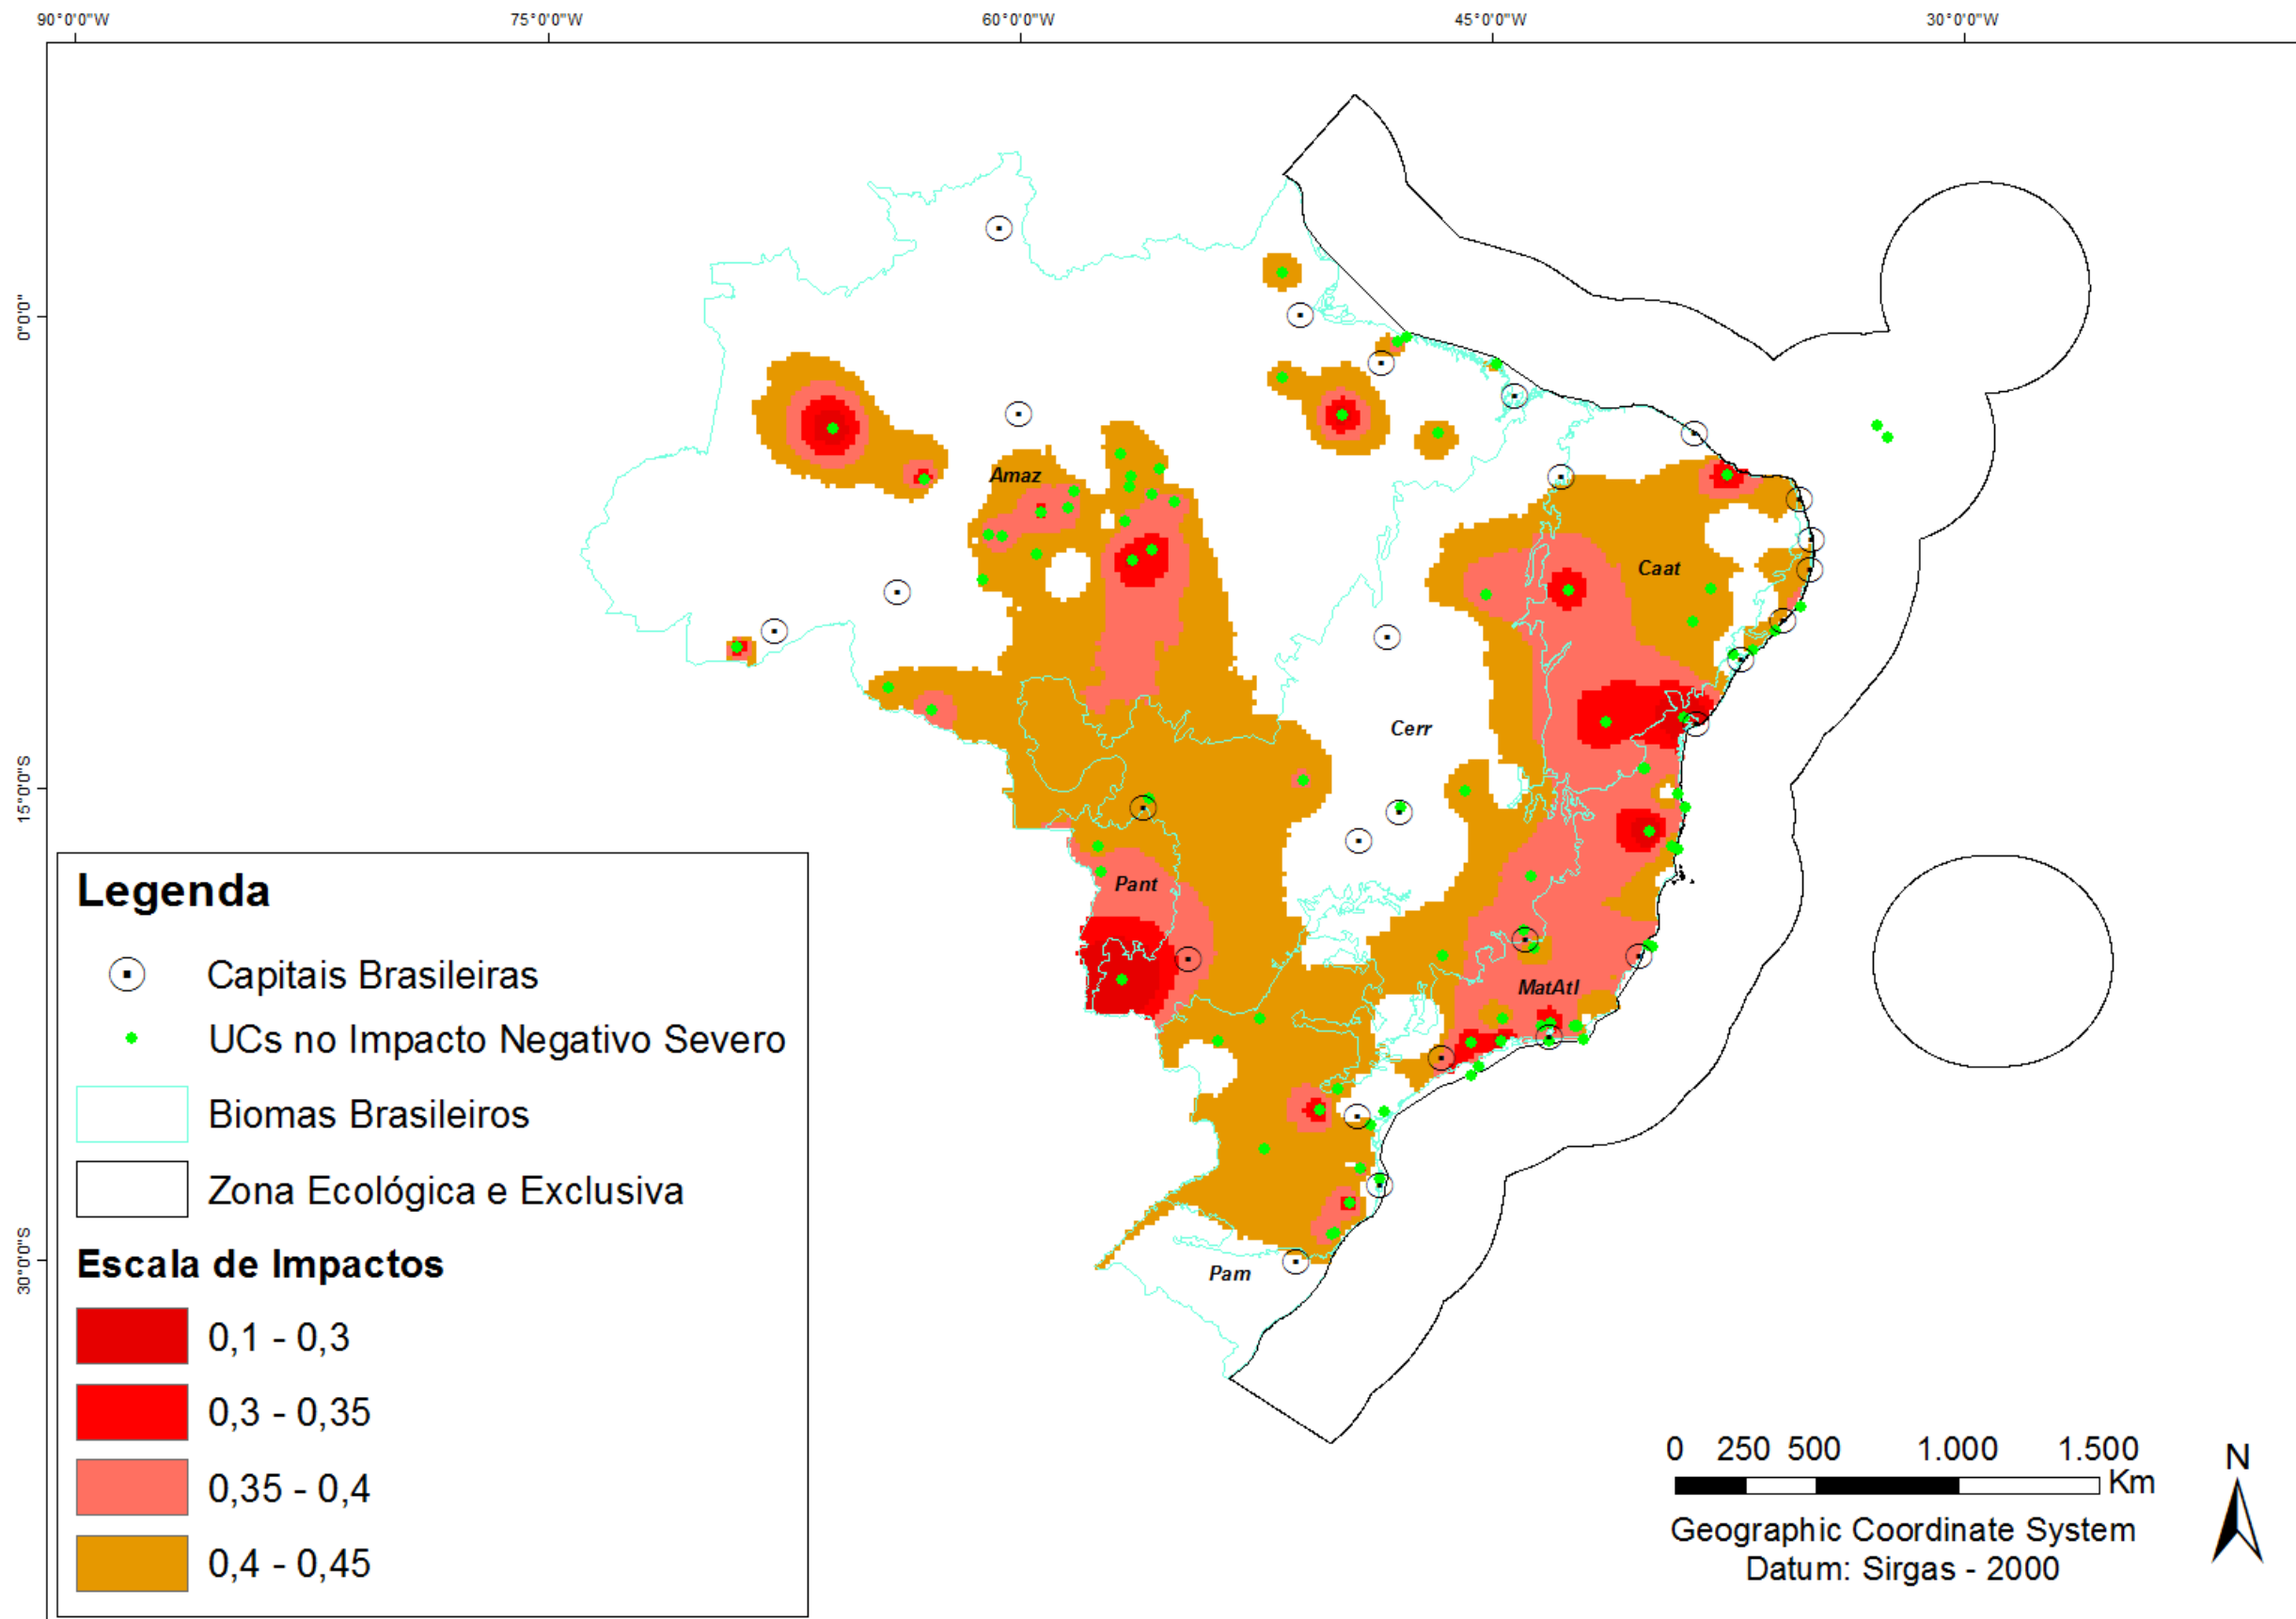 90°0'0"W 75°0'0"W 60°0'0"W 45°0'0"W 30°0'0"W
0°0'0"
15°0'0"S
30°0'0"S
Amaz
Caat
Cerr
Pant
MatAtl
Pam
Legenda
Capitais Brasileiras
UCs no Impacto Negativo Severo
Biomas Brasileiros
Zona Ecológica e Exclusiva
Escala de Impactos
0,1 - 0,3
0,3 - 0,35
0,35 - 0,4
0,4 - 0,45
0 250 500 1.000 1.500
Km
Geographic Coordinate System
Datum: Sirgas - 2000
N